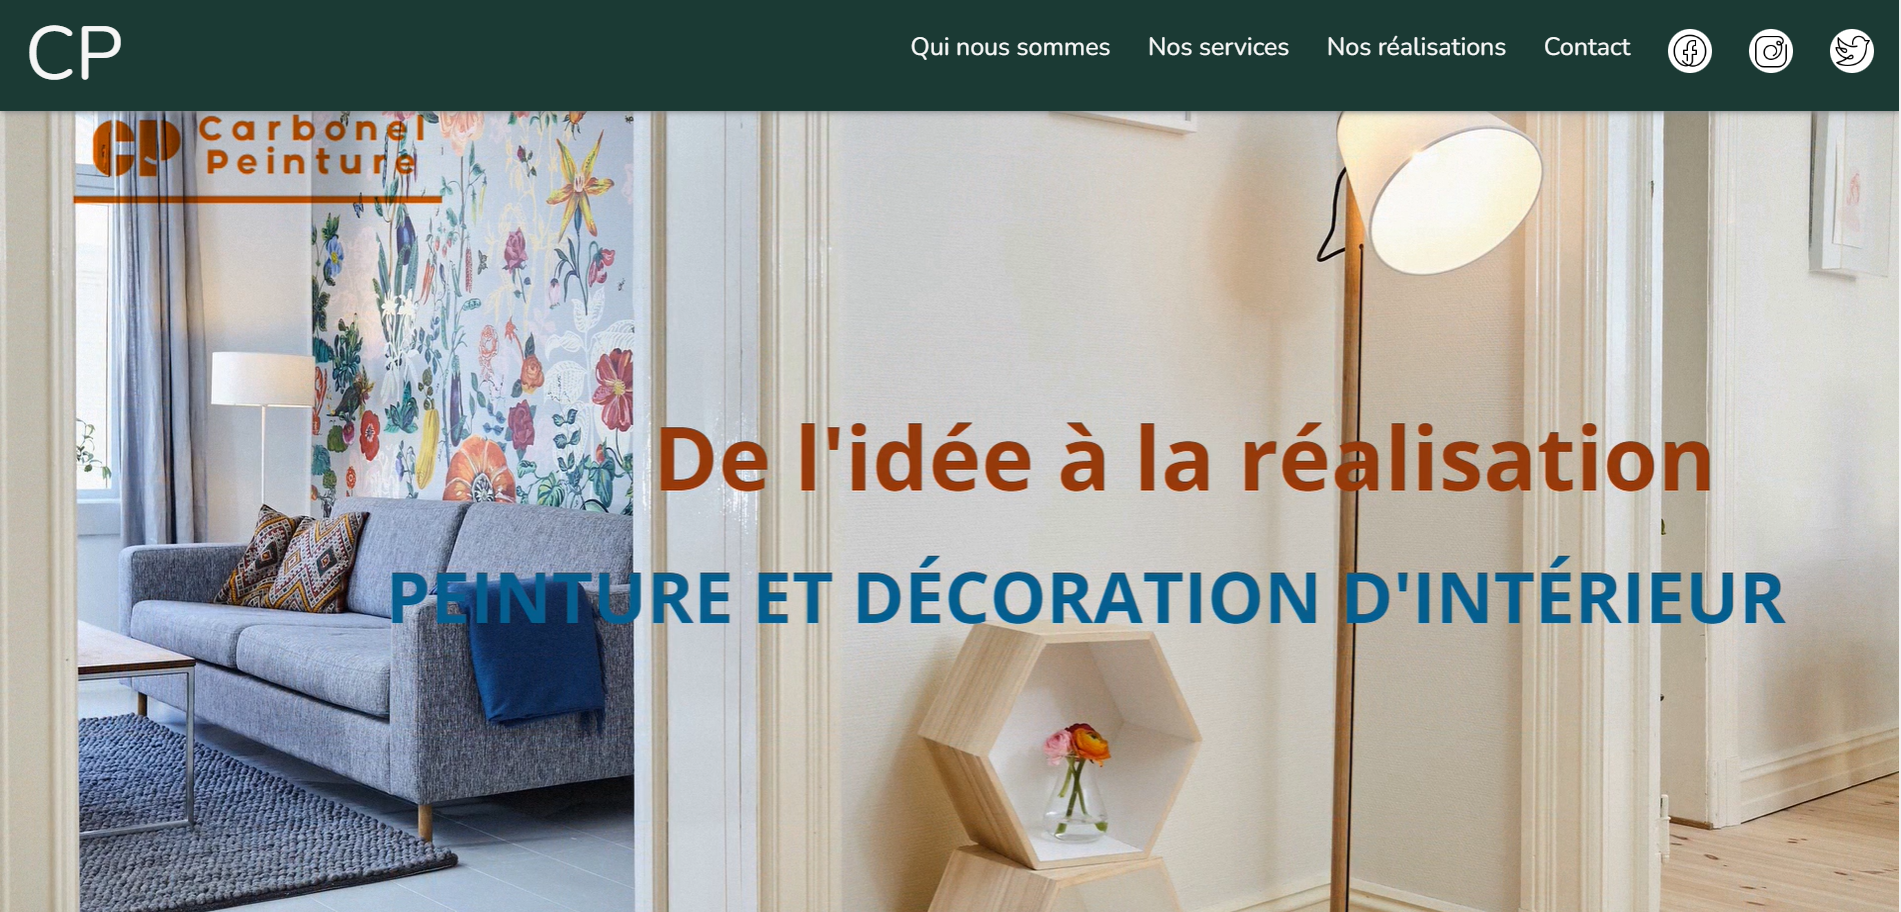 CP
Qui nous sommes
Nos services
Nos réalisations
Contact
CP
Carbonel
Peinture
De l'idée à la réalisation
PEINTURE ET DÉCORATION D'INTÉRIEUR